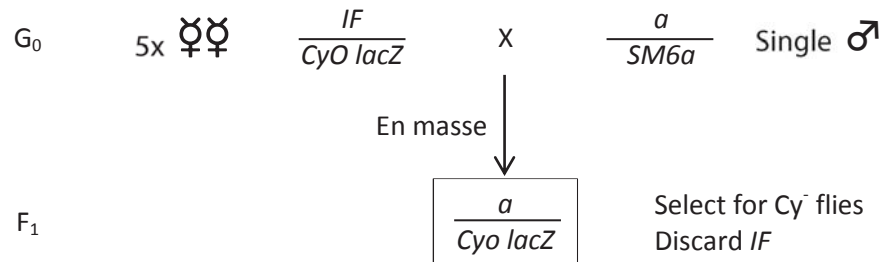 G₀ 5x ☿☿ IF / CyO lacZ X a / SM6a Single ♂
En masse
F₁ a / Cyo lacZ Select for Cy⁻ flies
Discard IF